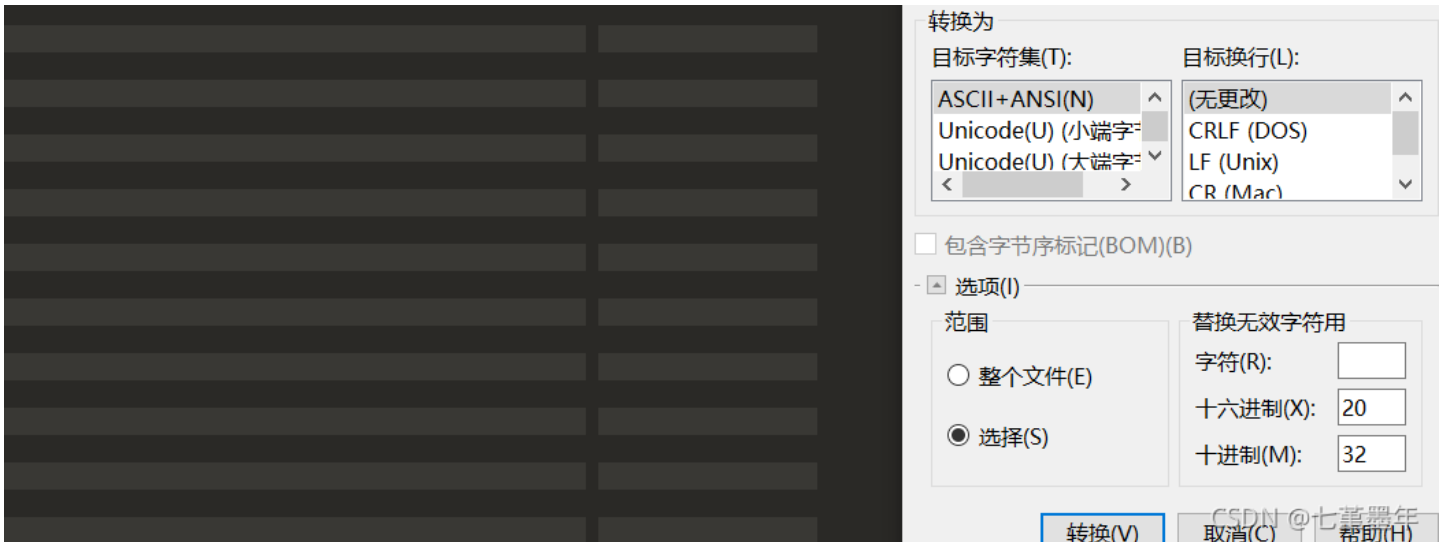 转换为
目标字符集(T): 目标换行(L):
ASCII+ANSI(N) (无更改)
Unicode(U) (小端字 CRLF (DOS)
Unicode(U) (大端字 LF (Unix)
CR (Mac)
包含字节序标记(BOM)(B)
选项(I)
范围 替换无效字符用
字符(R):
整个文件(E)
十六进制(X): 20
选择(S)
十进制(M): 32
转换(V) 取消(C) 帮助(H)
CSDN @七堇墨年